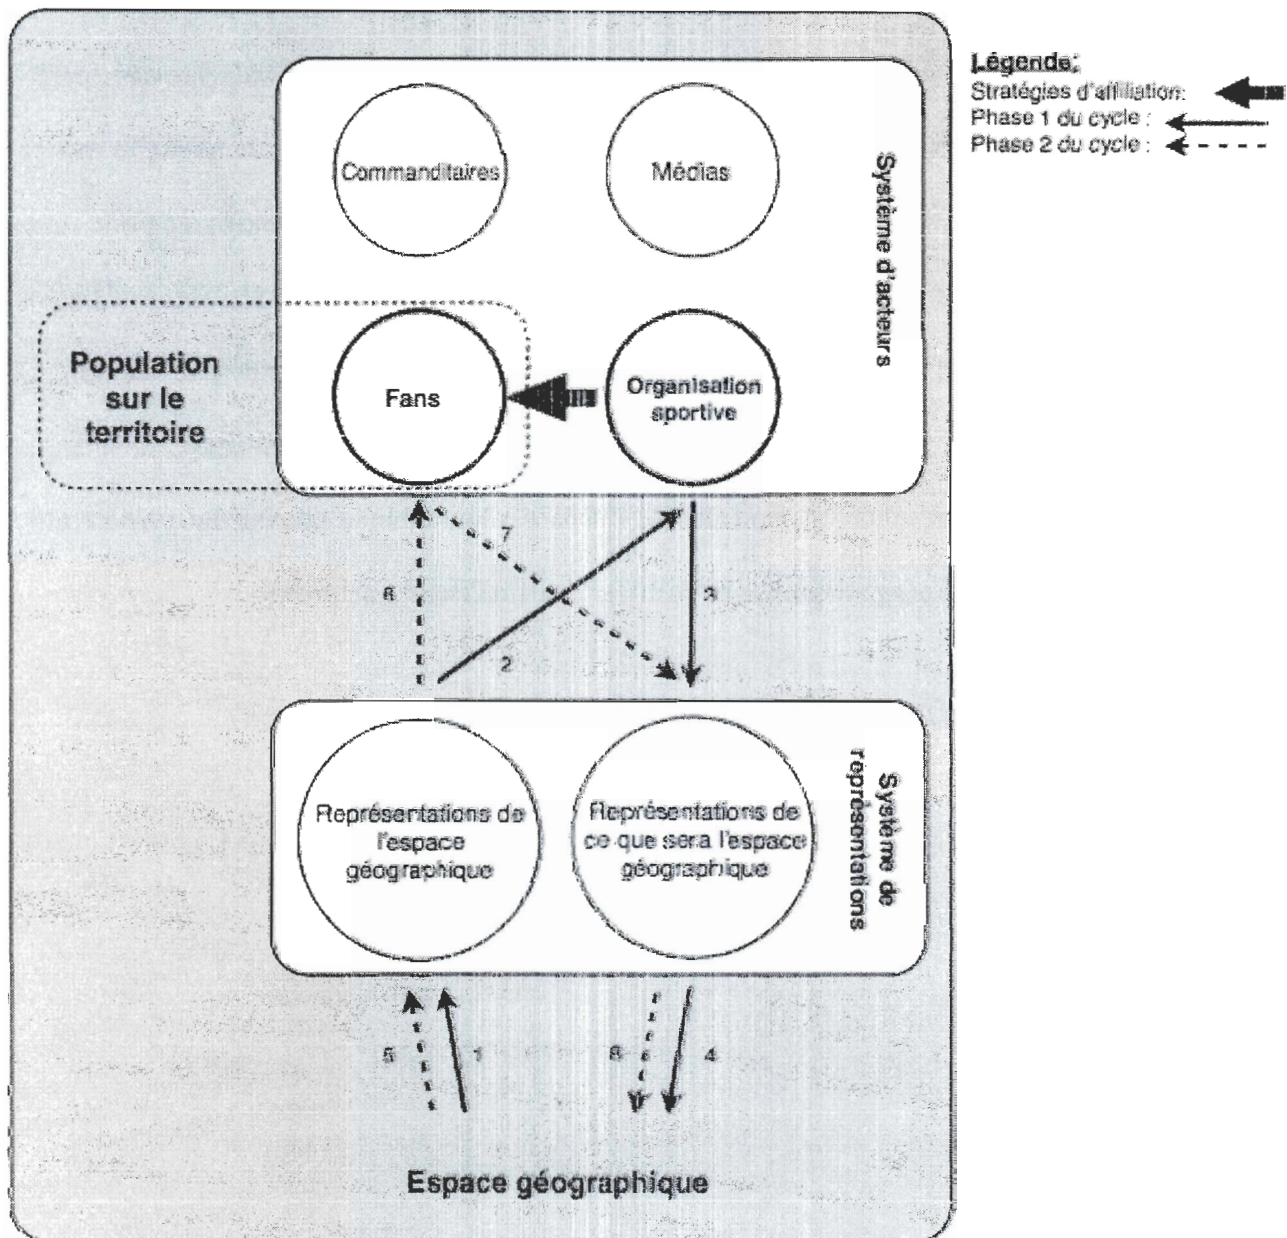 Légende:
Stratégies d'affiliation:
Phase 1 du cycle :
Phase 2 du cycle :
Commanditaires
Médias
Système d'acteurs
Population
sur le
territoire
Fans
Organisation
sportive
7
6
3
2
Représentations de
l'espace
géographique
Représentations de
ce que sera l'espace
géographique
Système de
représentations
5
1
8
4
Espace géographique